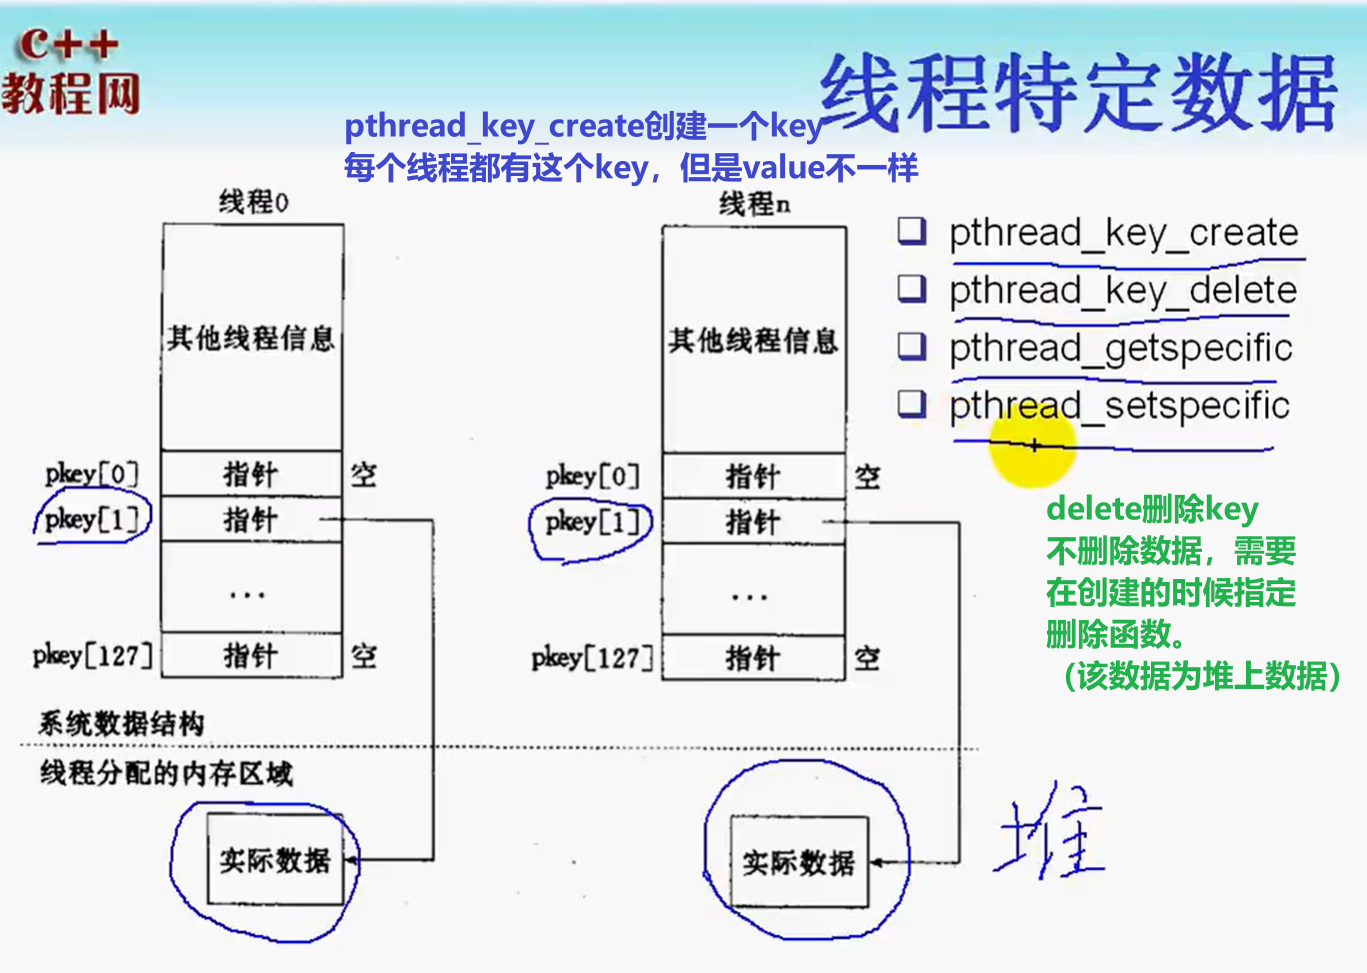 c++
教程网
线程特定数据
pthread_key_create创建一个key
每个线程都有这个key，但是value不一样
线程0
线程n
pthread_key_create
pthread_key_delete
pthread_getspecific
pthread_setspecific
其他线程信息
其他线程信息
pkey[0] 指针 空
pkey[0] 指针 空
pkey[1] 指针
pkey[1] 指针
...
...
pkey[127] 指针 空
pkey[127] 指针 空
delete删除key
不删除数据，需要
在创建的时候指定
删除函数。
（该数据为堆上数据）
系统数据结构
线程分配的内存区域
实际数据
实际数据
堆